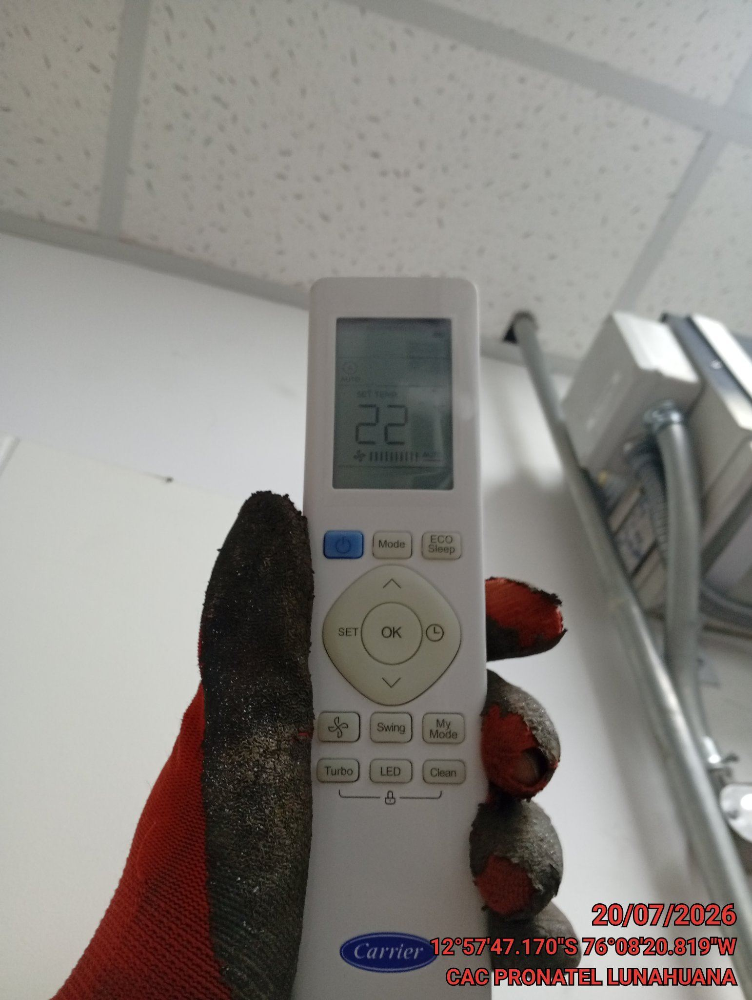 AUTO
SET TEMP.
22
AUTO
Mode
ECO
Sleep
SET
OK
Swing
My
Mode
Turbo
LED
Clean
Carrier
20/07/2026
12°57'47.170"S 76°08'20.819"W
CAC PRONATEL LUNAHUANA